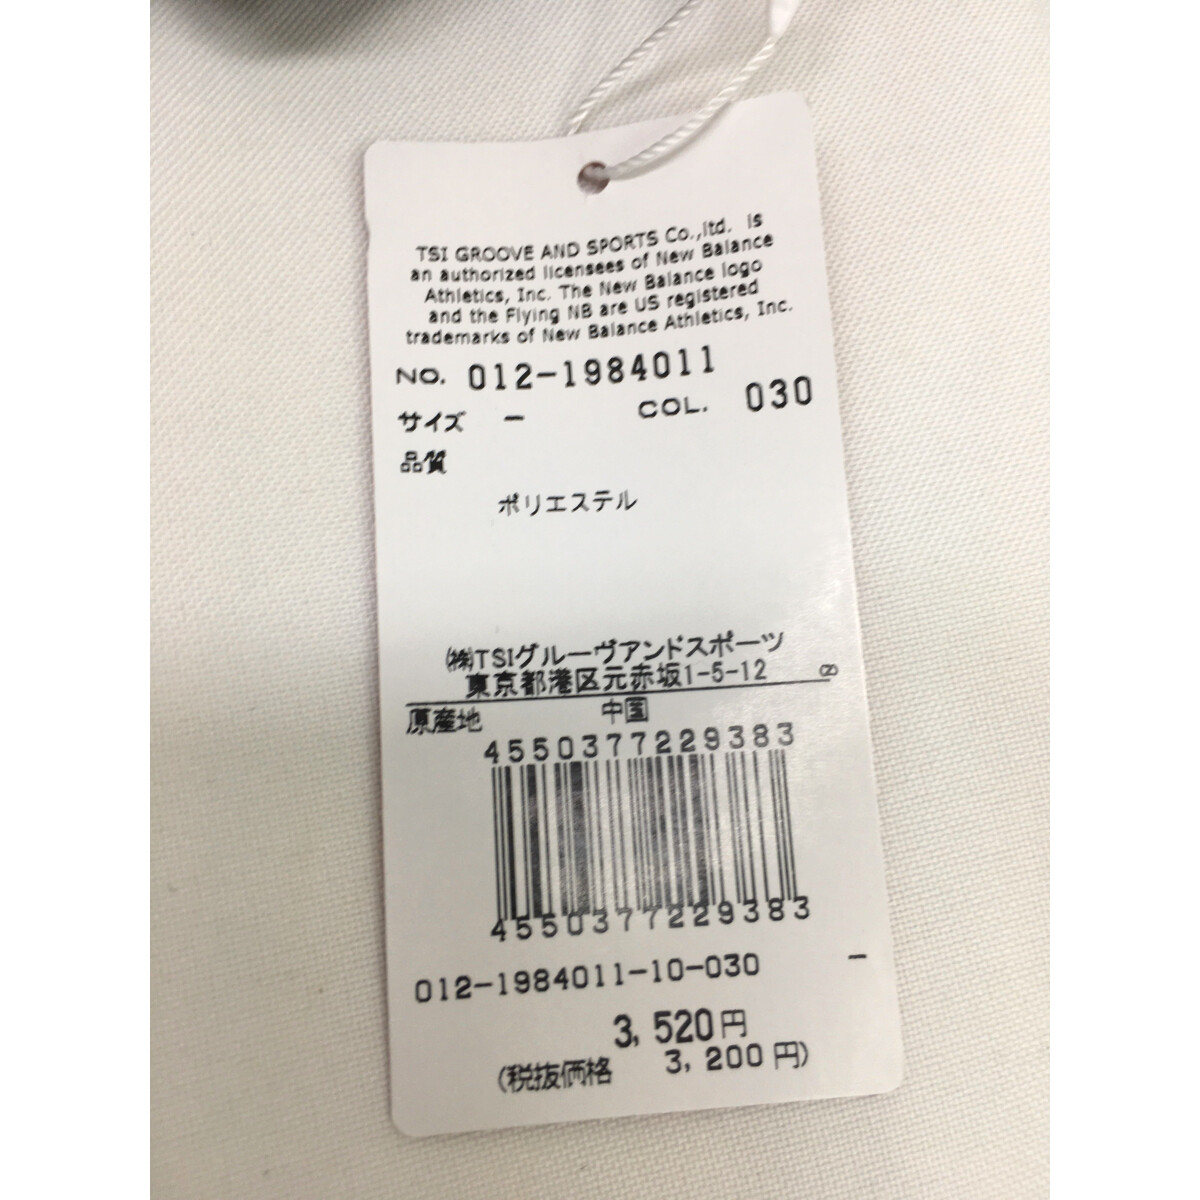 TSI GROOVE AND SPORTS Co.,ltd. is
an authorized licensees of New Balance
Athletics, Inc. The New Balance logo
and the Flying NB are US registered
trademarks of New Balance Athletics, Inc.
NO. 012-1984011
サイズ - COL. 030
品質
ポリエステル
㈱TSIグルーヴアンドスポーツ
東京都港区元赤坂1-5-12
原産地 中国
4550377229383
4550377229383
012-1984011-10-030 -
3,520円
(税抜価格 3,200円)